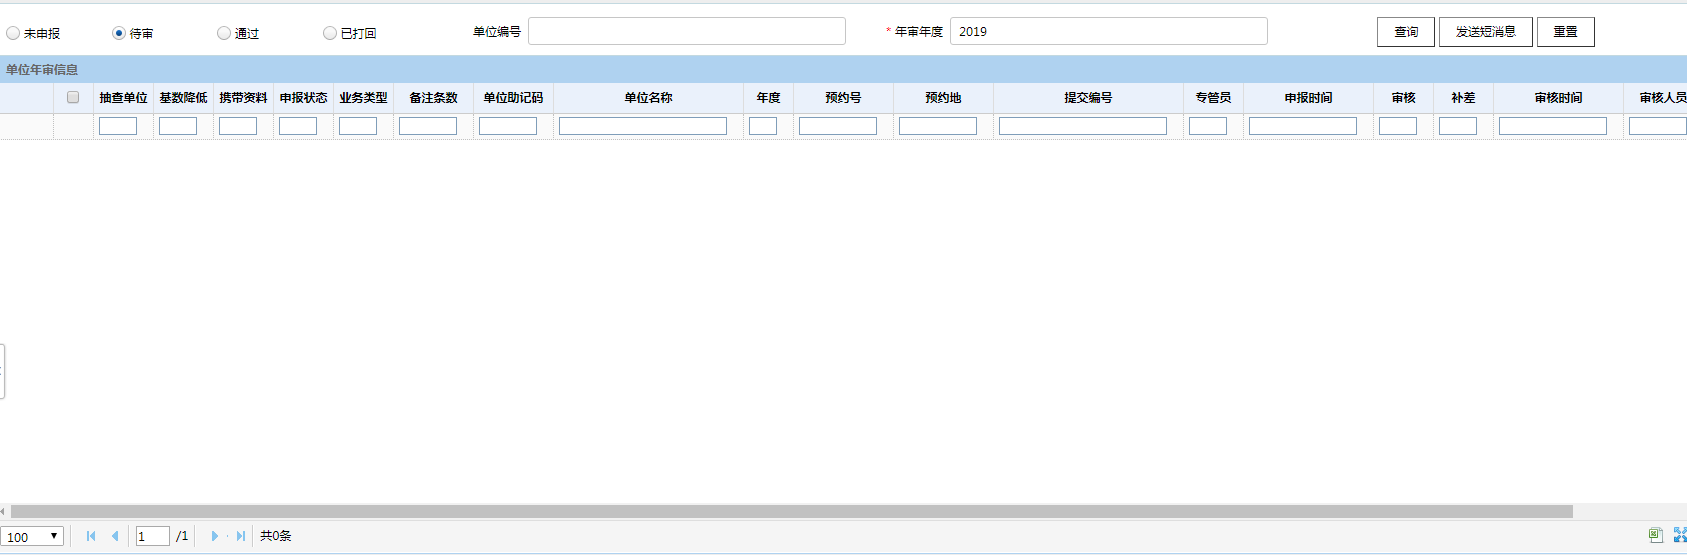 未申报 待审 通过 已打回 单位编号 * 年审年度 2019 查询 发送短消息 重置
单位年审信息
抽查单位 基数降低 携带资料 申报状态 业务类型 备注条数 单位助记码 单位名称 年度 预约号 预约地 提交编号 专管员 申报时间 审核 补差 审核时间 审核人员
100 1 /1 共0条